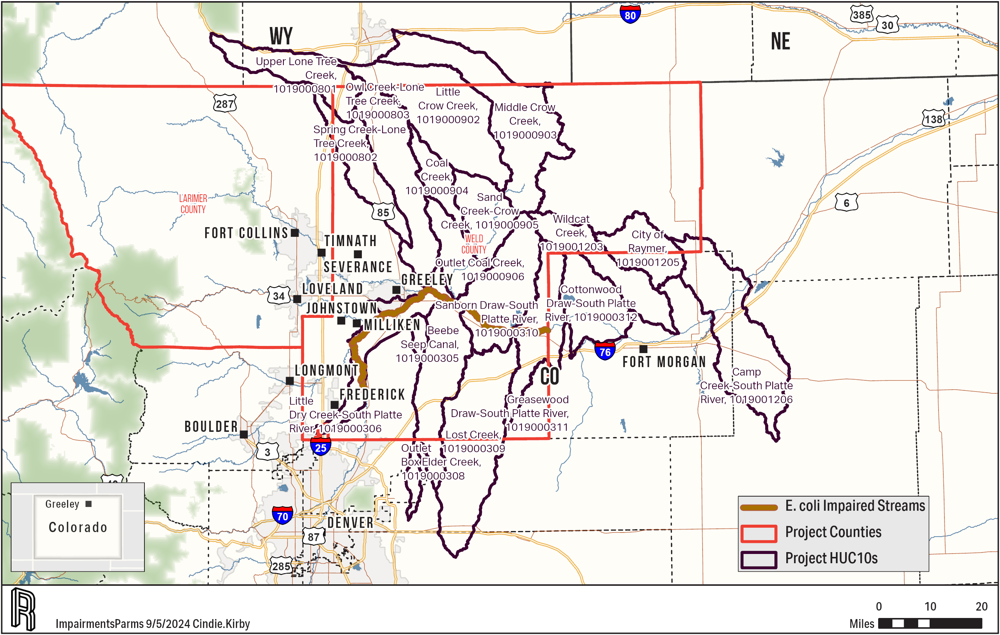 80
385
30
WY
NE
Upper Lone Tree
Creek,
1019000801
Owl Creek-Lone
Tree Creek,
1019000803
Little
Crow Creek,
1019000902
Middle Crow
Creek,
1019000903
287
138
Spring Creek-Lone
Tree Creek,
1019000802
Coal
Creek,
1019000904
LARIMER
COUNTY
Sand
Creek-Crow
Creek, 1019000905
85
6
Wildcat
Creek,
1019001203
City of
Raymer,
1019001205
FORT COLLINS
TIMNATH
WELD
COUNTY
SEVERANCE
Outlet Coal Creek,
1019000906
GREELEY
34
LOVELAND
Cottonwood
Draw-South Platte
River, 1019000312
JOHNSTOWN
Sanborn Draw-South
Platte River,
1019000310
MILLIKEN
Beebe
Seep Canal,
1019000305
76
FORT MORGAN
LONGMONT
CO
Camp
Creek-South Platte
River, 1019001206
FREDERICK
Little
Dry Creek-South Platte
River, 1019000306
Greasewood
Draw-South Platte River,
1019000311
BOULDER
Lost Creek,
1019000309
3
25
Outlet
Box Elder Creek,
1019000308
Greeley
Colorado
70
DENVER
87
285
E. coli Impaired Streams
Project Counties
Project HUC10s
0 10 20
Miles
ImpairmentsParms 9/5/2024 Cindie.Kirby